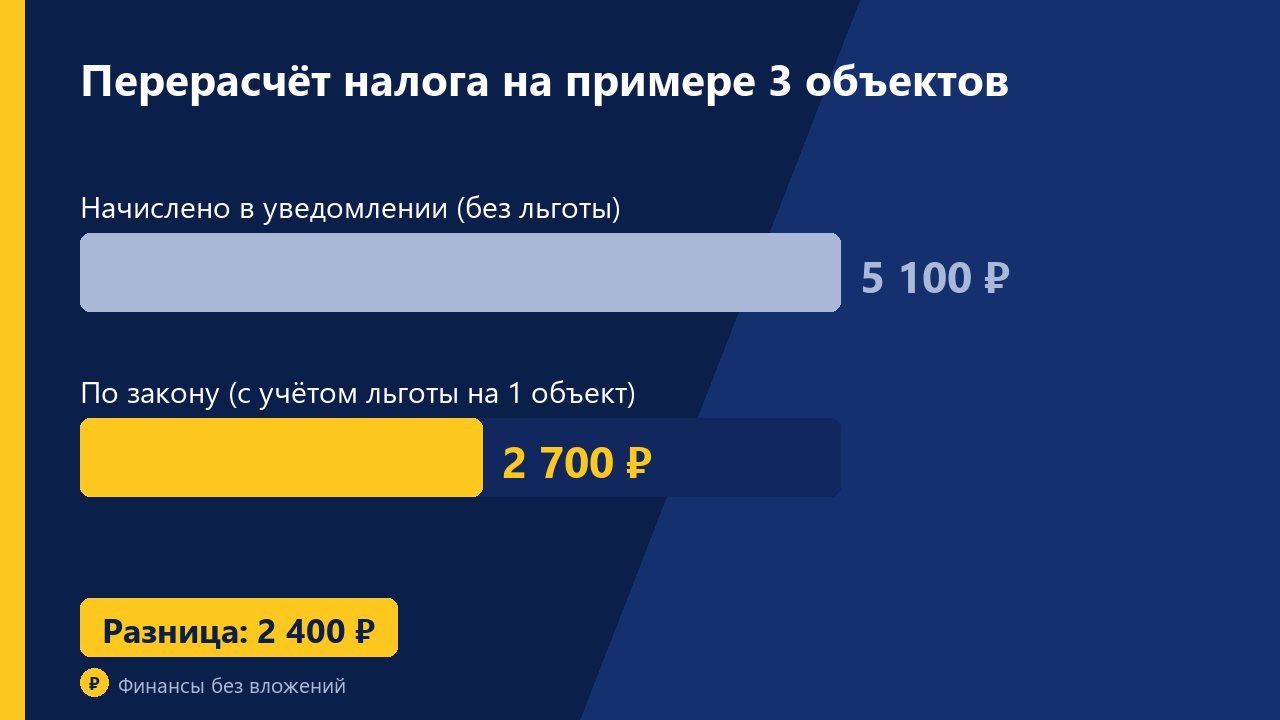 Перерасчёт налога на примере 3 объектов
Начислено в уведомлении (без льготы)
5 100 ₽
По закону (с учётом льготы на 1 объект)
2 700 ₽
Разница: 2 400 ₽
₽ Финансы без вложений